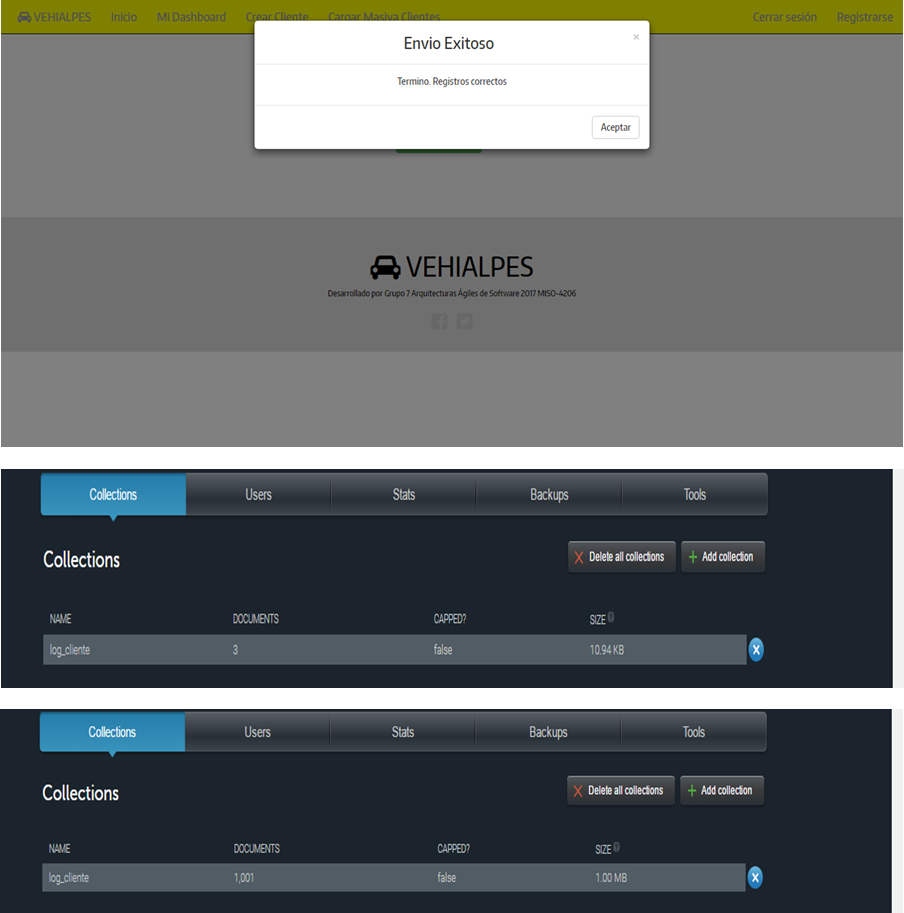 VEHIALPES Inicio Mi Dashboard Crear Cliente Cargar Masiva Clientes Cerrar sesión Registrarse
Envio Exitoso ×
Termino. Registros correctos
Aceptar
VEHIALPES
Desarrollado por Grupo 7 Arquitecturas Ágiles de Software 2017 MISO-4206
Collections Users Stats Backups Tools
Collections X Delete all collections + Add collection
NAME DOCUMENTS CAPPED? SIZE ?
log_cliente 3 false 10.94 KB X
Collections Users Stats Backups Tools
Collections X Delete all collections + Add collection
NAME DOCUMENTS CAPPED? SIZE ?
log_cliente 1,001 false 1.00 MB X